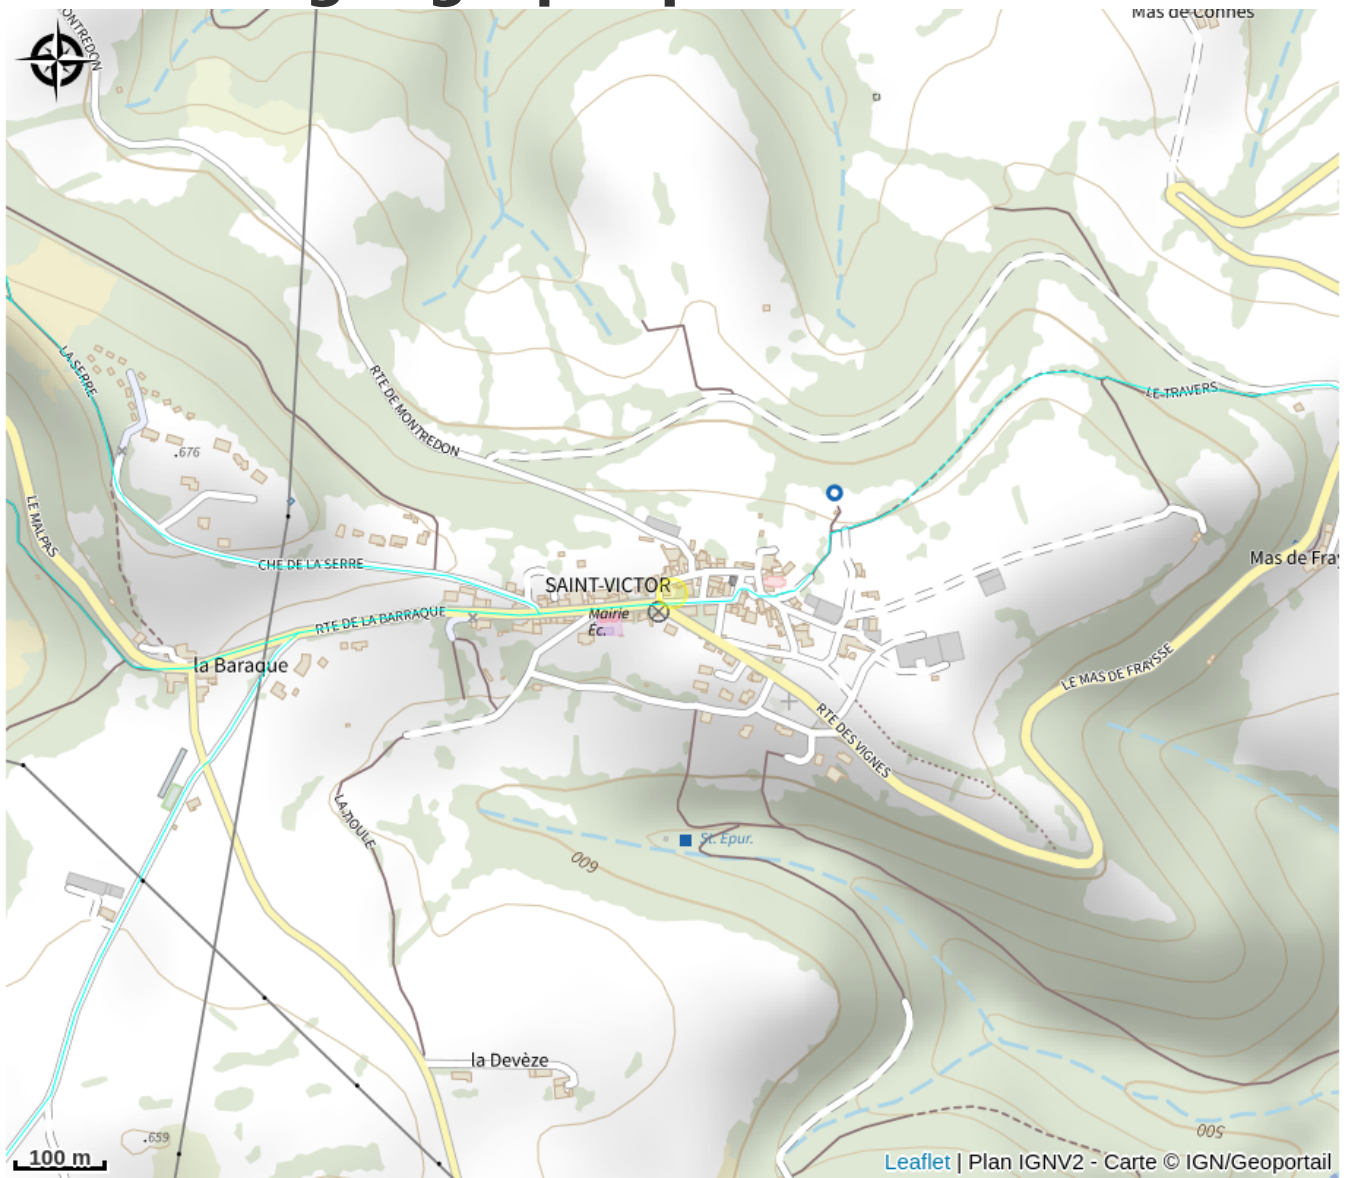 Mas de Connes
ONTREDON
LA SERRE
RTE DE MONTREDON
LE TRAVERS
.676
LE MALPAS
CHE DE LA SERRE
Mas de Fray
SAINT-VICTOR
Mairie
Éc.
RTE DE LA BARRAQUE
la Baraque
LE MAS DE FRAYSSE
RTE DES VIGNES
LA TIOULE
St. Epur.
600
la Devèze
.659
500
100 m
Leaflet | Plan IGNV2 - Carte © IGN/Geoportail